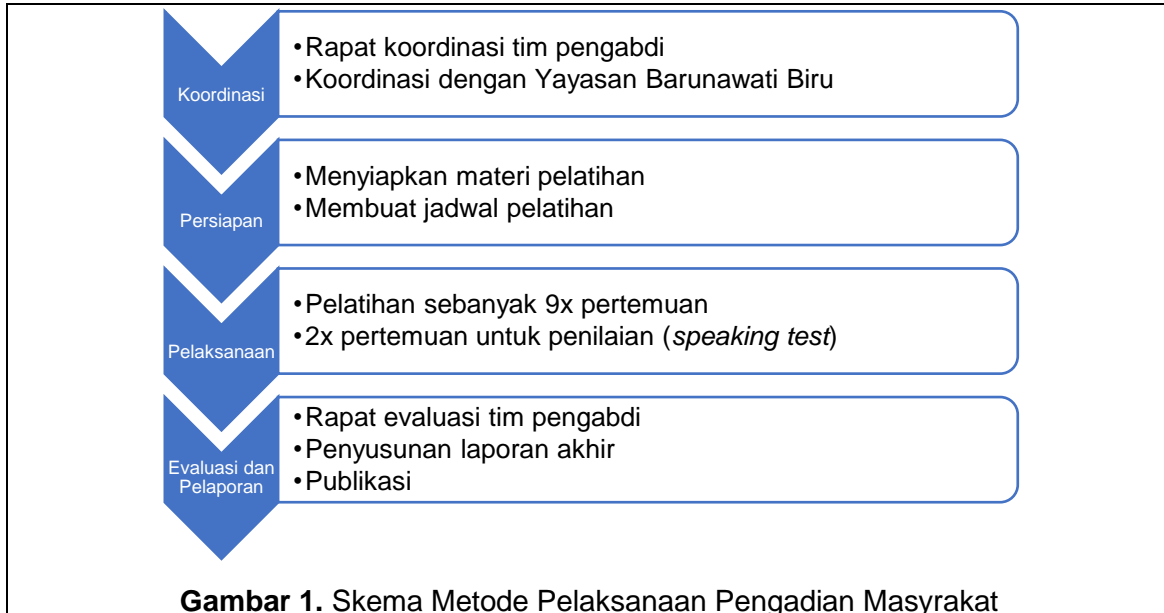 Koordinasi
•Rapat koordinasi tim pengabdi
•Koordinasi dengan Yayasan Barunawati Biru
Persiapan
•Menyiapkan materi pelatihan
•Membuat jadwal pelatihan
Pelaksanaan
•Pelatihan sebanyak 9x pertemuan
•2x pertemuan untuk penilaian (speaking test)
Evaluasi dan
Pelaporan
•Rapat evaluasi tim pengabdi
•Penyusunan laporan akhir
•Publikasi
Gambar 1. Skema Metode Pelaksanaan Pengadian Masyrakat